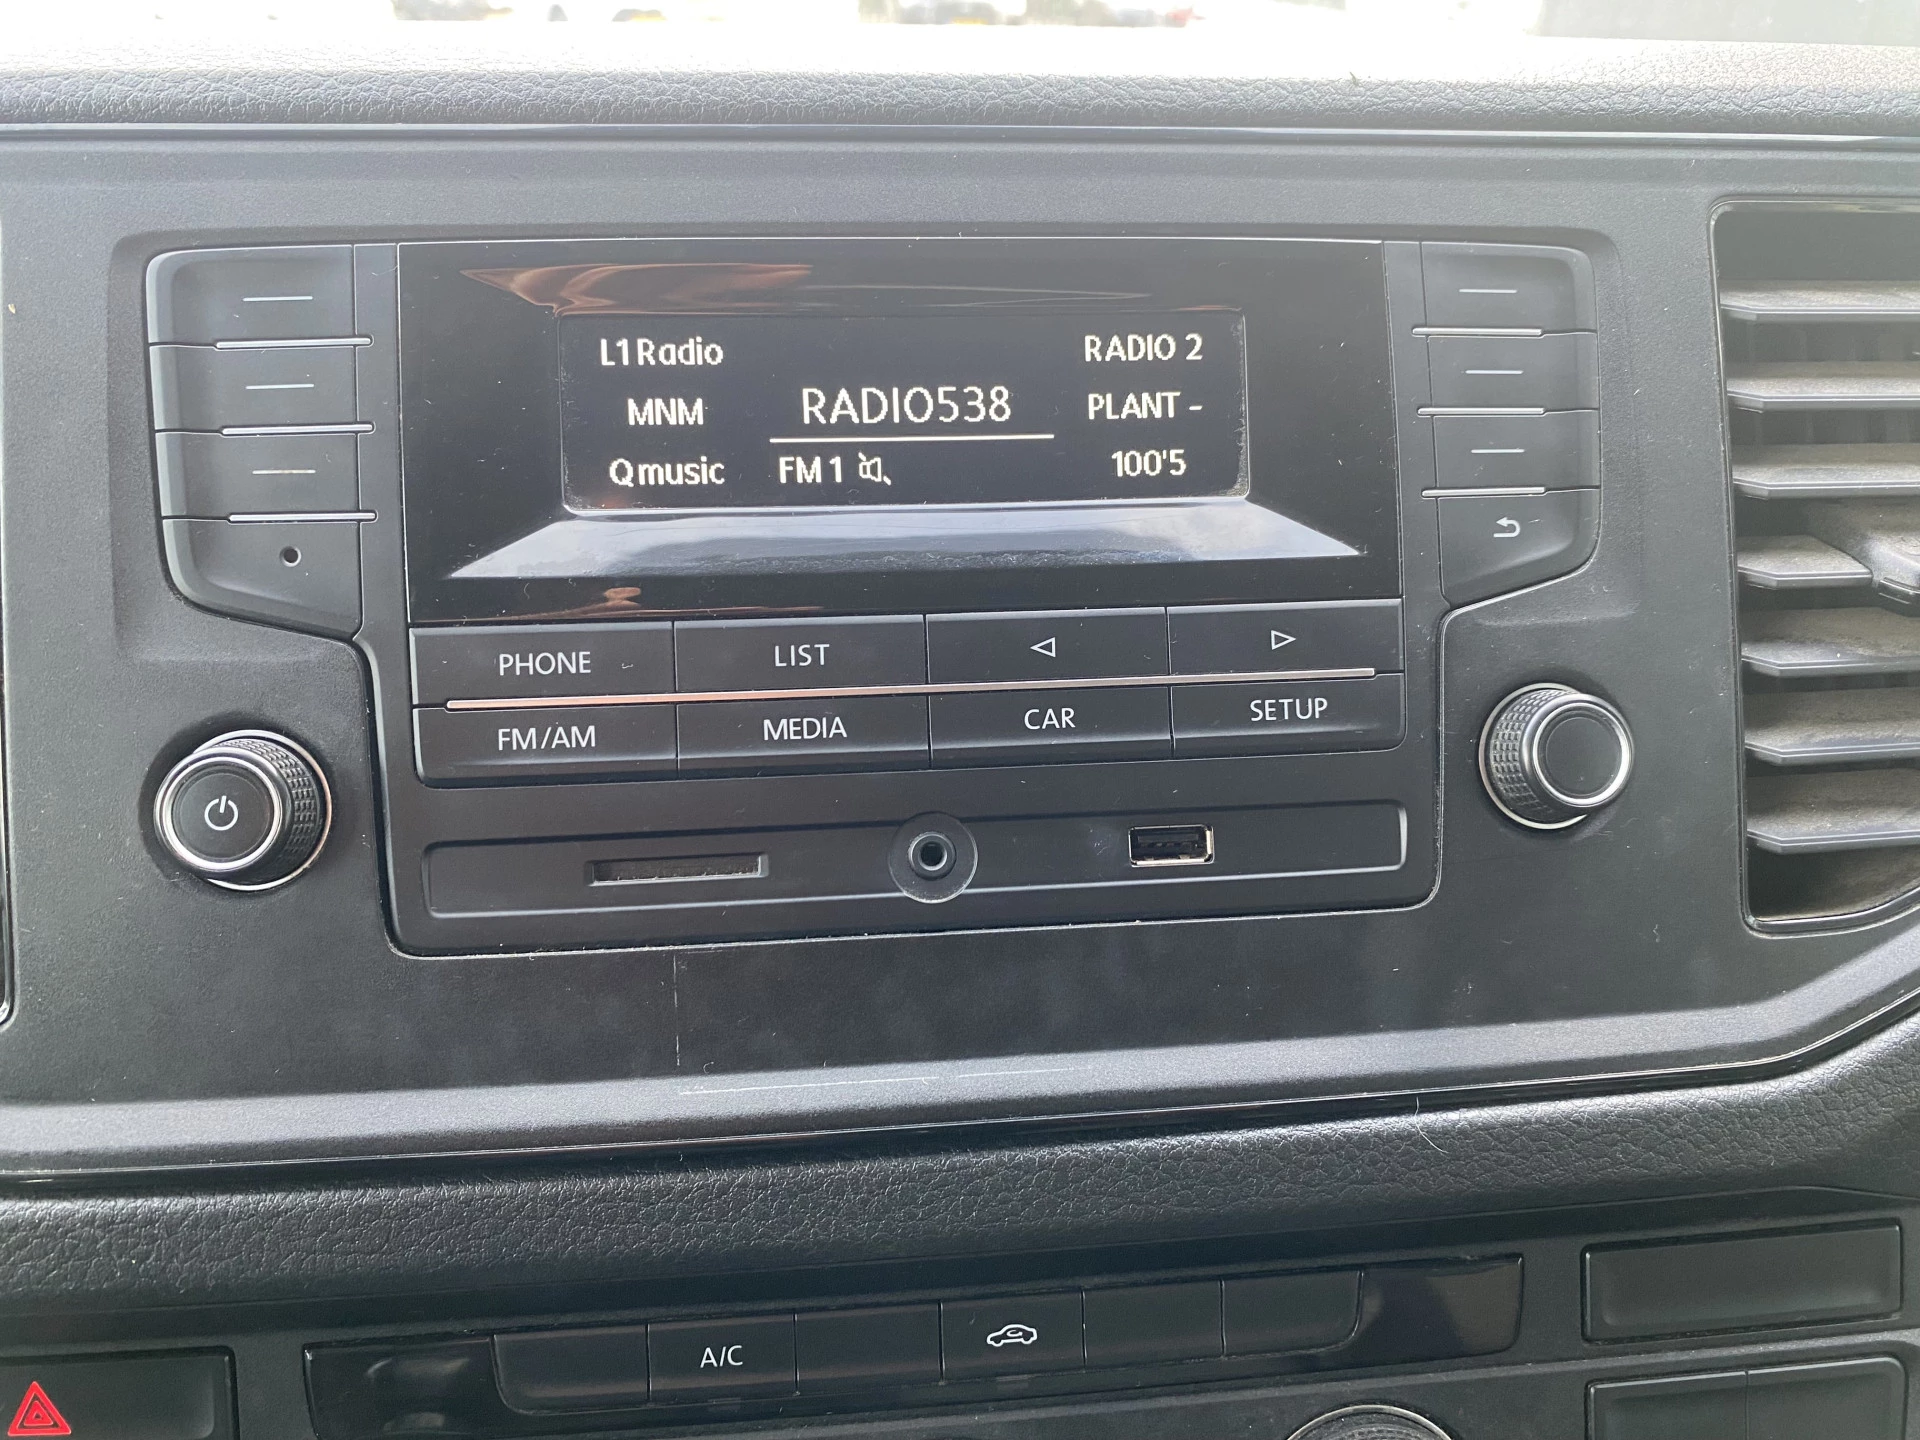 L1Radio
RADIO 2
MNM
RADIO538
PLANT -
Qmusic
FM 1
100'5
PHONE
LIST
FM/AM
MEDIA
CAR
SETUP
A/C